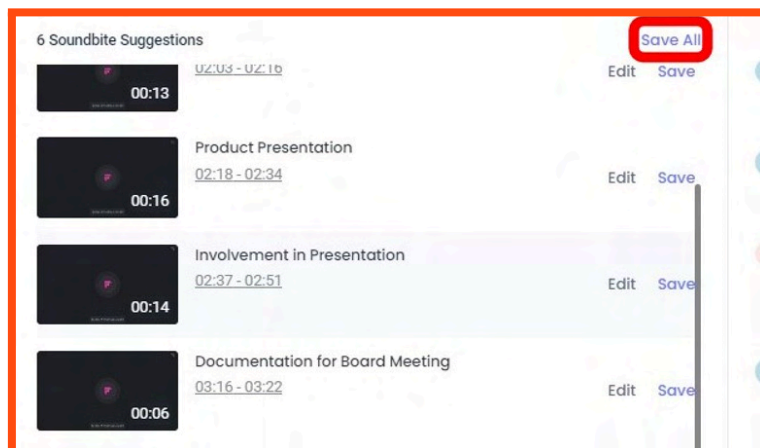 6 Soundbite Suggestions
Save All
02:03 - 02:16
Edit Save
00:13
Product Presentation
02:18 - 02:34
Edit Save
00:16
Involvement in Presentation
02:37 - 02:51
Edit Save
00:14
Documentation for Board Meeting
03:16 - 03:22
Edit Save
00:06